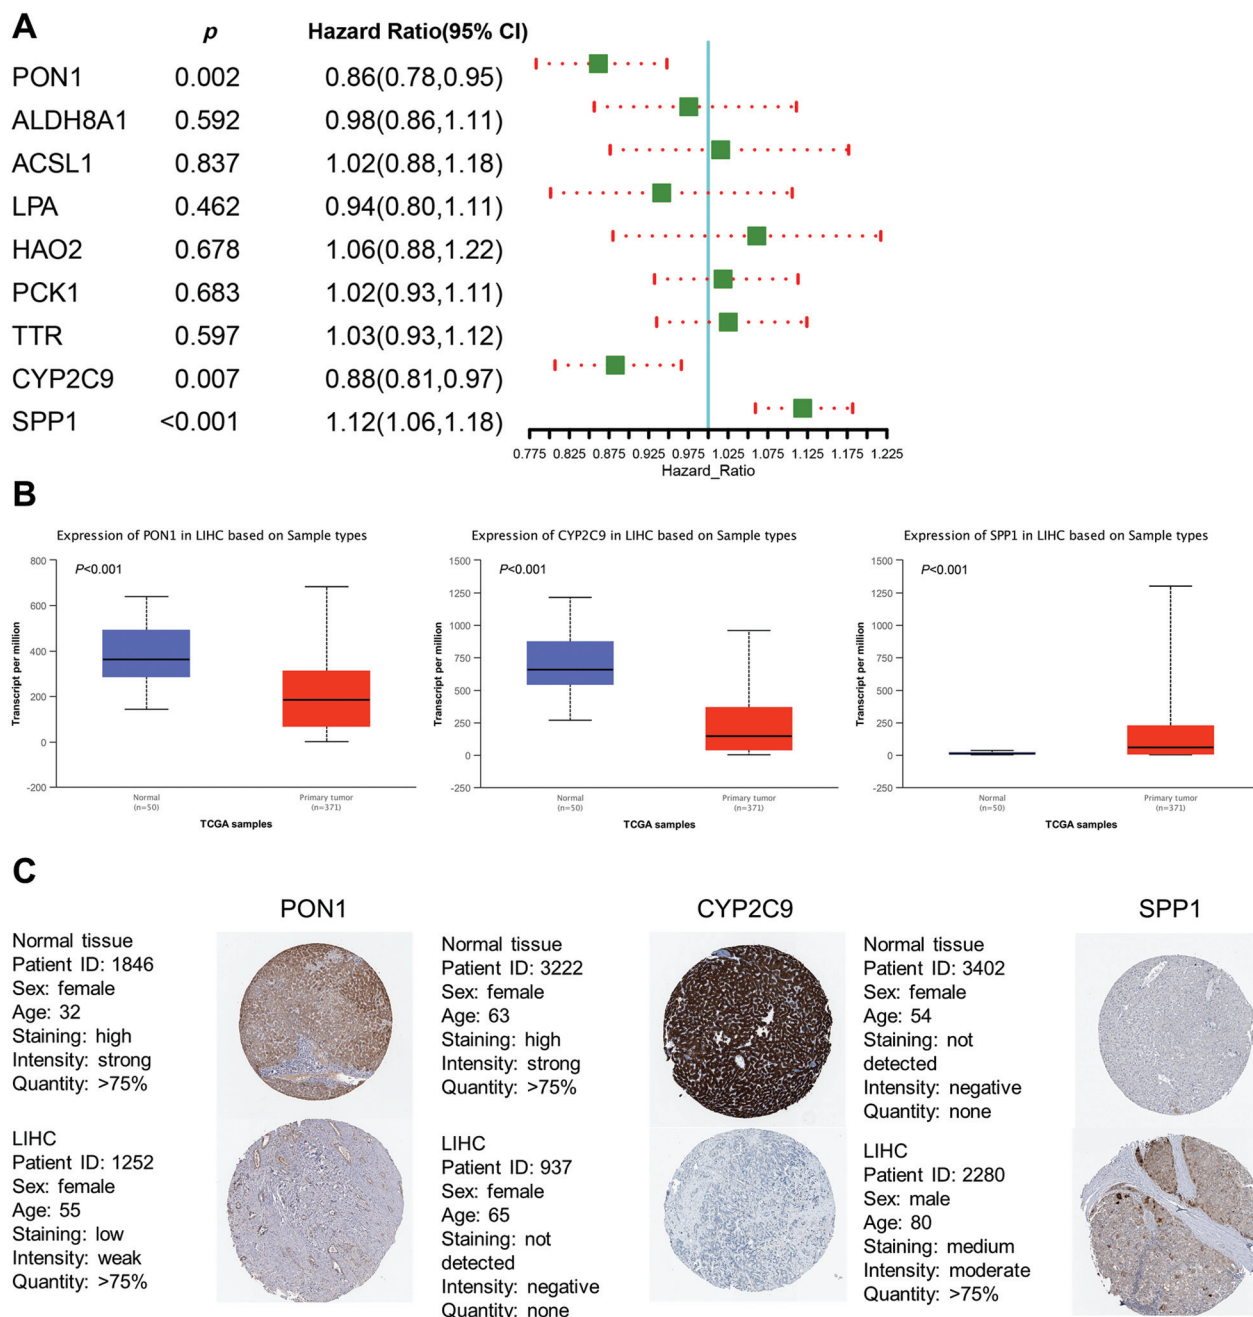 A
p Hazard Ratio(95% CI)
PON1 0.002 0.86(0.78,0.95)
ALDH8A1 0.592 0.98(0.86,1.11)
ACSL1 0.837 1.02(0.88,1.18)
LPA 0.462 0.94(0.80,1.11)
HAO2 0.678 1.06(0.88,1.22)
PCK1 0.683 1.02(0.93,1.11)
TTR 0.597 1.03(0.93,1.12)
CYP2C9 0.007 0.88(0.81,0.97)
SPP1 <0.001 1.12(1.06,1.18)
0.775 0.825 0.875 0.925 0.975 1.025 1.075 1.125 1.175 1.225
Hazard_Ratio
B
Expression of PON1 in LIHC based on Sample types
P<0.001
Transcript per million
800
600
400
200
0
-200
Normal
(n=50)
Primary tumor
(n=371)
TCGA samples
Expression of CYP2C9 in LIHC based on Sample types
P<0.001
Transcript per million
1500
1250
1000
750
500
250
0
-250
Normal
(n=50)
Primary tumor
(n=371)
TCGA samples
Expression of SPP1 in LIHC based on Sample types
P<0.001
Transcript per million
1500
1250
1000
750
500
250
0
-250
Normal
(n=50)
Primary tumor
(n=371)
TCGA samples
C
PON1
Normal tissue
Patient ID: 1846
Sex: female
Age: 32
Staining: high
Intensity: strong
Quantity: >75%
LIHC
Patient ID: 1252
Sex: female
Age: 55
Staining: low
Intensity: weak
Quantity: >75%
CYP2C9
Normal tissue
Patient ID: 3222
Sex: female
Age: 63
Staining: high
Intensity: strong
Quantity: >75%
LIHC
Patient ID: 937
Sex: female
Age: 65
Staining: not
detected
Intensity: negative
Quantity: none
SPP1
Normal tissue
Patient ID: 3402
Sex: female
Age: 54
Staining: not
detected
Intensity: negative
Quantity: none
LIHC
Patient ID: 2280
Sex: male
Age: 80
Staining: medium
Intensity: moderate
Quantity: >75%